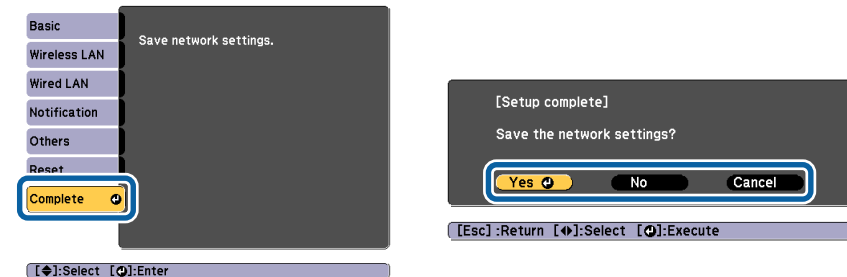 Basic
Wireless LAN
Wired LAN
Notification
Others
Reset
Complete
Save network settings.
[◆]:Select [⏎]:Enter
[Setup complete]
Save the network settings?
Yes No Cancel
[Esc] :Return [◆]:Select [⏎]:Execute